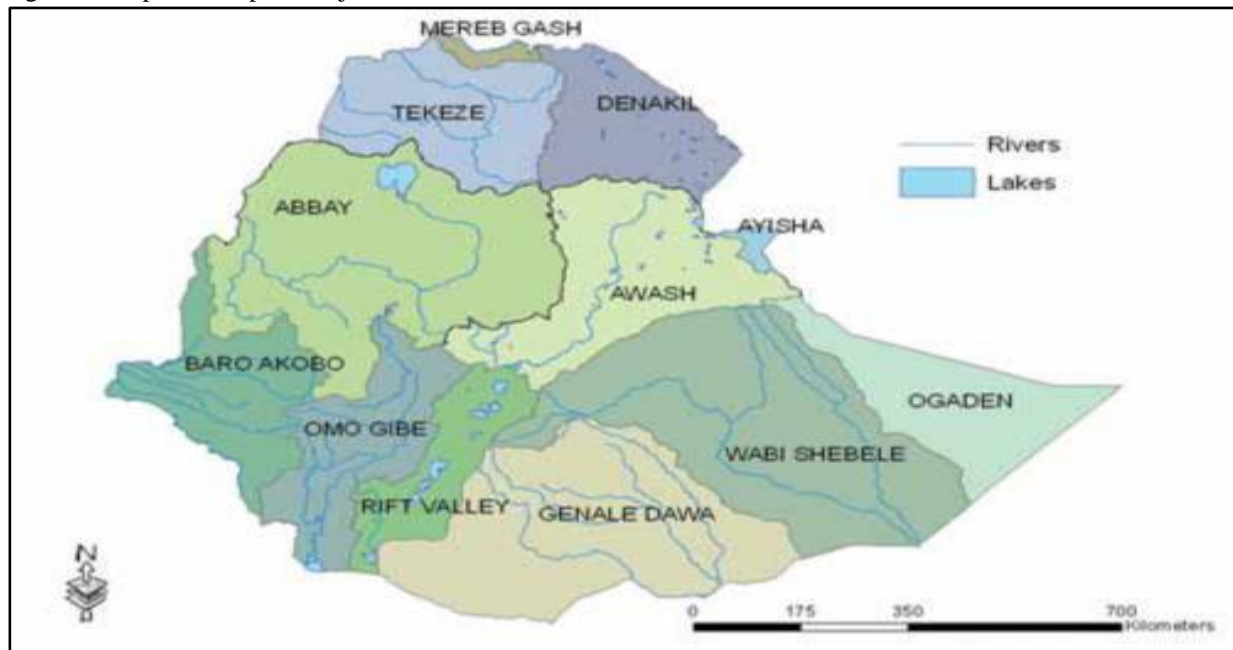 MEREB GASH
TEKEZE
DENAKIL
Rivers
Lakes
ABBAY
AYISHA
AWASH
BARO AKOBO
OGADEN
OMO GIBE
WABI SHEBELE
RIFT VALLEY
GENALE DAWA
N
0 175 350 700
Kilometers